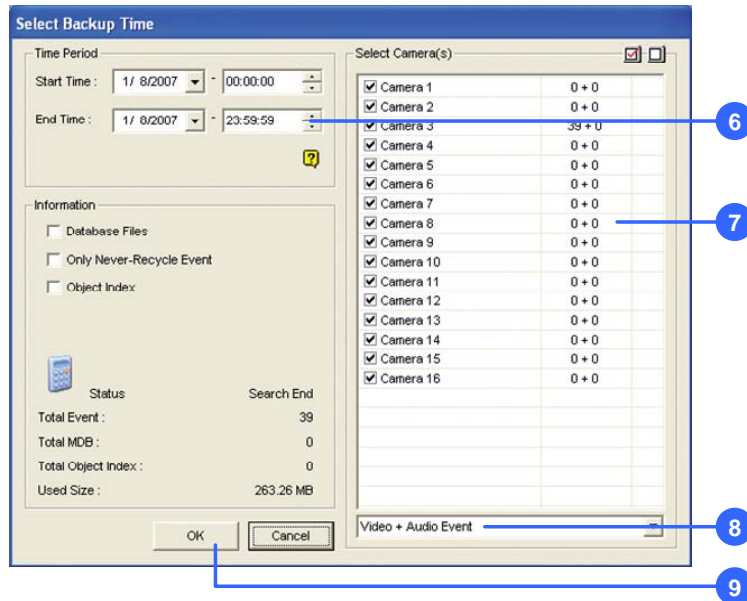 Select Backup Time
Time Period
Start Time : 1/ 8/2007 - 00:00:00
End Time : 1/ 8/2007 - 23:59:59
?
Information
Database Files
Only Never-Recycle Event
Object Index
Status Search End
Total Event : 39
Total MDB : 0
Total Object Index : 0
Used Size : 263.26 MB
OK Cancel
Select Camera(s)
Camera 1 0 + 0
Camera 2 0 + 0
Camera 3 39 + 0
Camera 4 0 + 0
Camera 5 0 + 0
Camera 6 0 + 0
Camera 7 0 + 0
Camera 8 0 + 0
Camera 9 0 + 0
Camera 10 0 + 0
Camera 11 0 + 0
Camera 12 0 + 0
Camera 13 0 + 0
Camera 14 0 + 0
Camera 15 0 + 0
Camera 16 0 + 0
Video + Audio Event
6
7
8
9